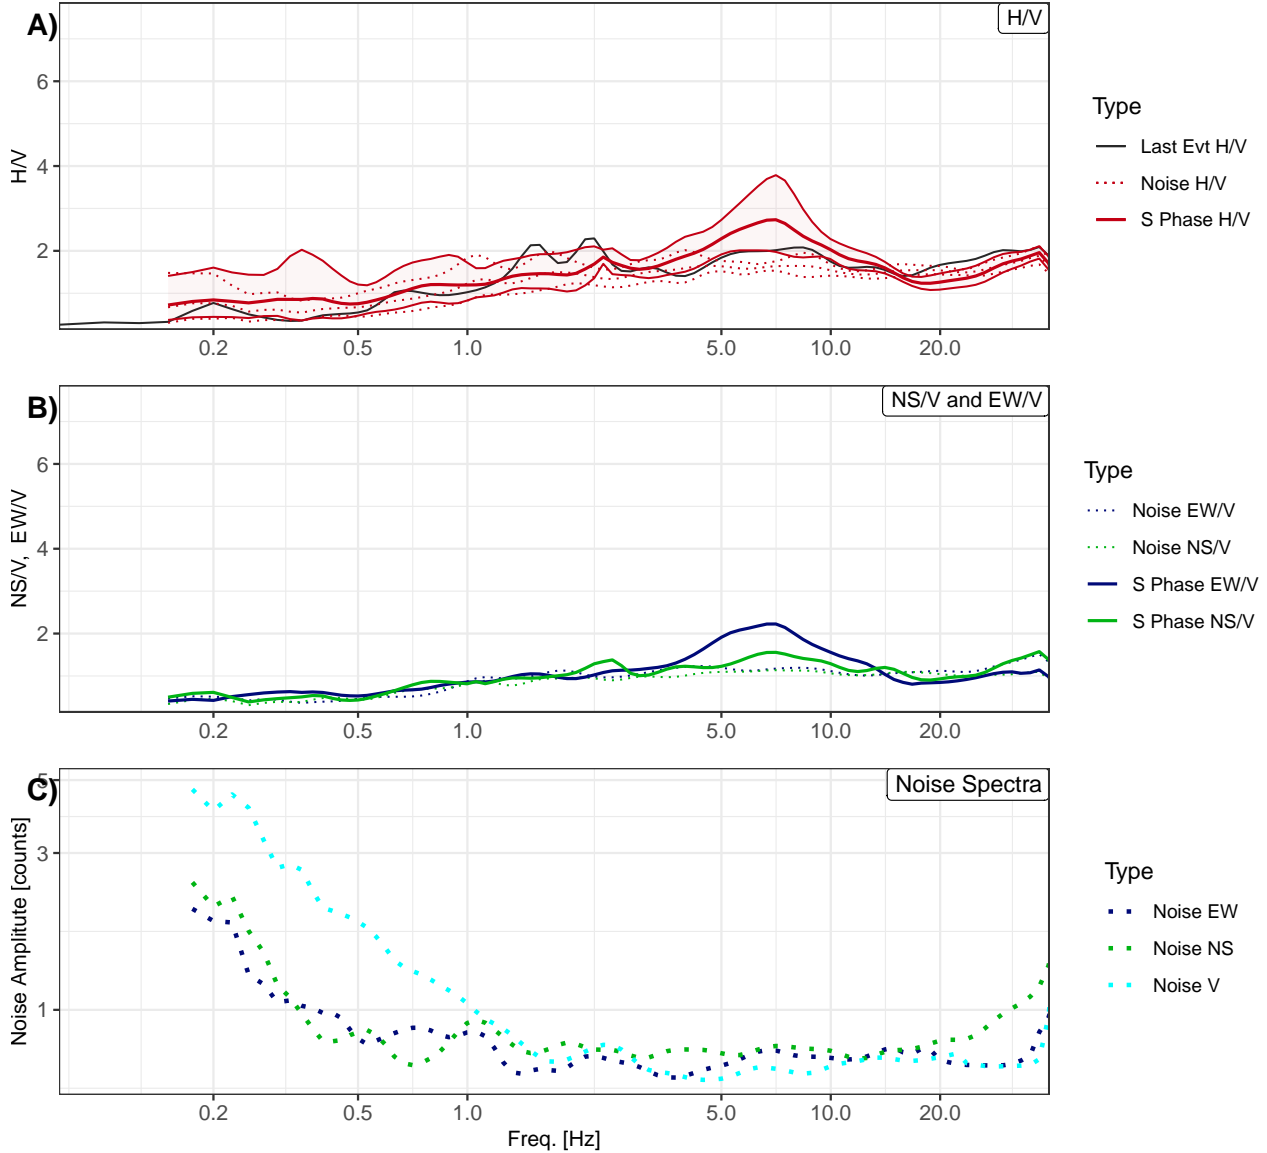 A)
H/V
6
4
2
H/V
0.2 0.5 1.0 5.0 10.0 20.0
Type
Last Evt H/V
Noise H/V
S Phase H/V
B)
NS/V and EW/V
6
4
2
NS/V, EW/V
0.2 0.5 1.0 5.0 10.0 20.0
Type
Noise EW/V
Noise NS/V
S Phase EW/V
S Phase NS/V
C)
Noise Spectra
5
3
1
Noise Amplitute [counts]
0.2 0.5 1.0 5.0 10.0 20.0
Freq. [Hz]
Type
Noise EW
Noise NS
Noise V